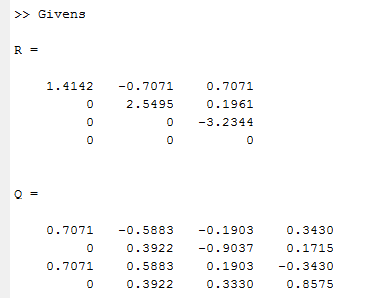 >> Givens
R =
1.4142 -0.7071 0.7071
0 2.5495 0.1961
0 0 -3.2344
0 0 0
Q =
0.7071 -0.5883 -0.1903 0.3430
0 0.3922 -0.9037 0.1715
0.7071 0.5883 0.1903 -0.3430
0 0.3922 0.3330 0.8575